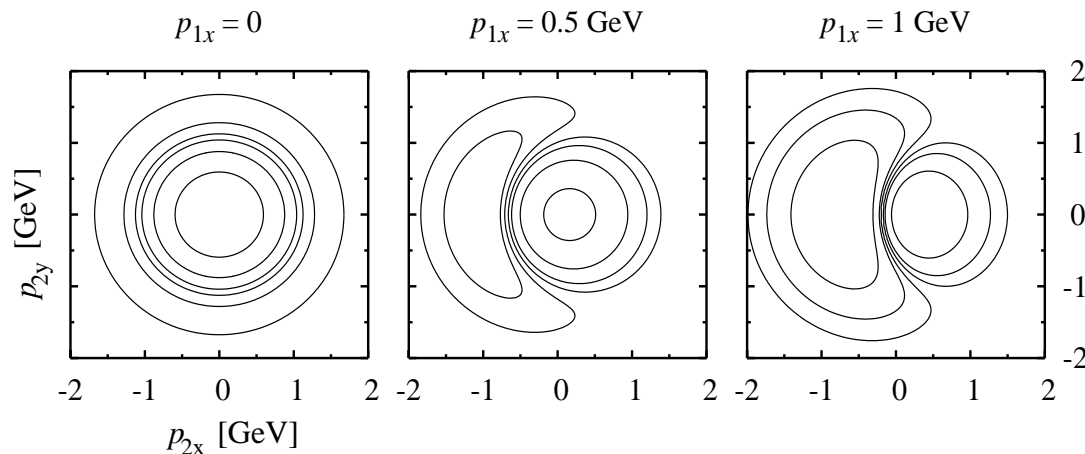 p1x = 0
p1x = 0.5 GeV
p1x = 1 GeV
2
1
0
-1
-2
p2y [GeV]
-2 -1 0 1 2
-2 -1 0 1 2
-2 -1 0 1 2
p2x [GeV]